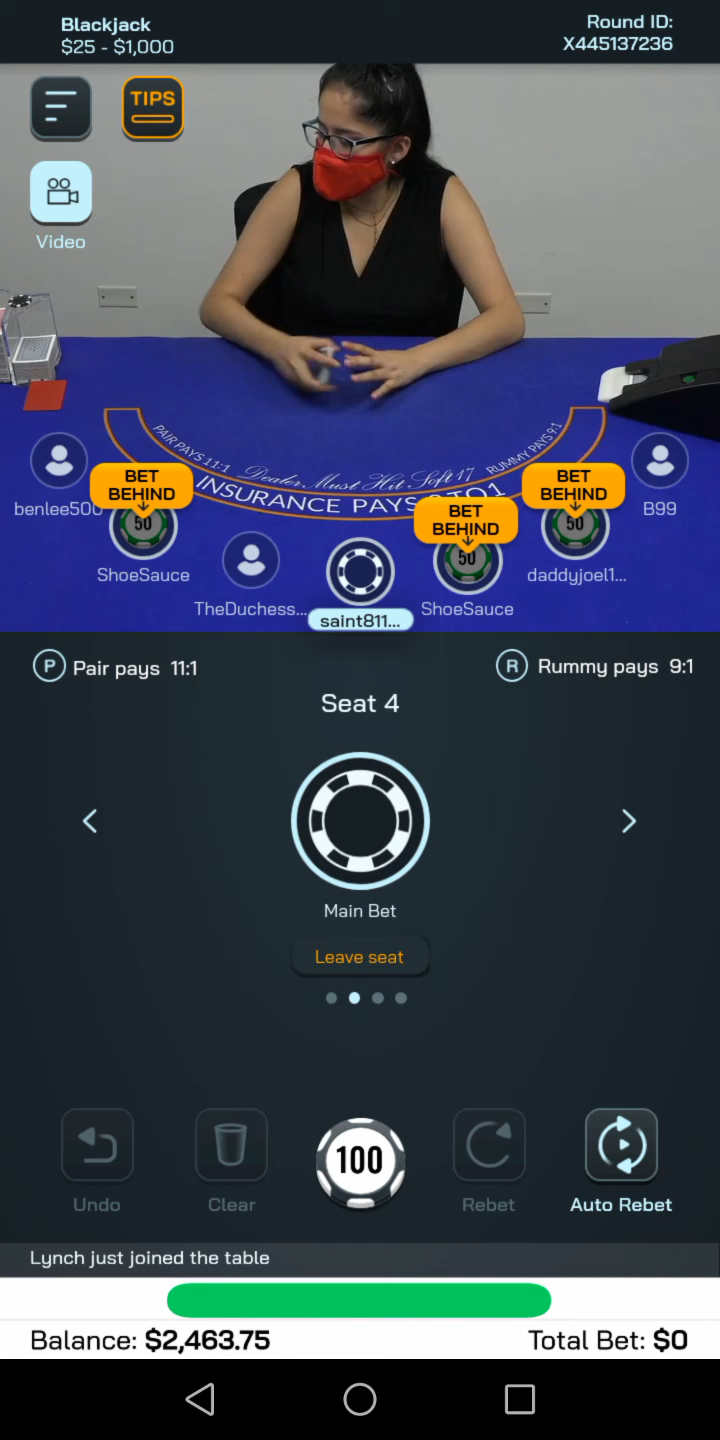 Blackjack
$25 - $1,000
Round ID:
X445137236
TIPS
Video
PAIR PAYS 11:1
Dealer Must Hit Soft 17
RUMMY PAYS 9:1
INSURANCE PAYS 2 TO 1
BET
BEHIND
BET
BEHIND
BET
BEHIND
50
50
50
benlee500
B99
ShoeSauce
daddyjoel1...
TheDuchess...
saint811...
ShoeSauce
P Pair pays 11:1
R Rummy pays 9:1
Seat 4
Main Bet
Leave seat
100
Undo
Clear
Rebet
Auto Rebet
Lynch just joined the table
Balance: $2,463.75
Total Bet: $0